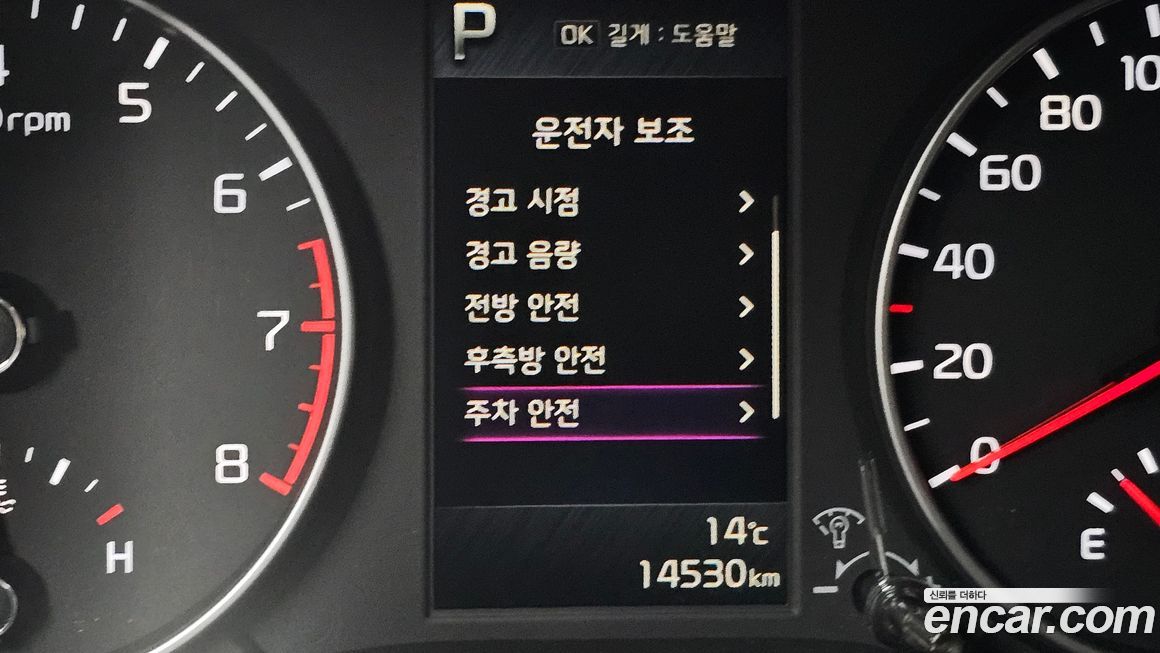 P
OK 길게 : 도움말
운전자 보조
경고 시점
경고 음량
전방 안전
후측방 안전
주차 안전
14℃
14530km
rpm
5
6
7
8
H
80
60
40
20
0
E
신뢰를 더하다
encar.com